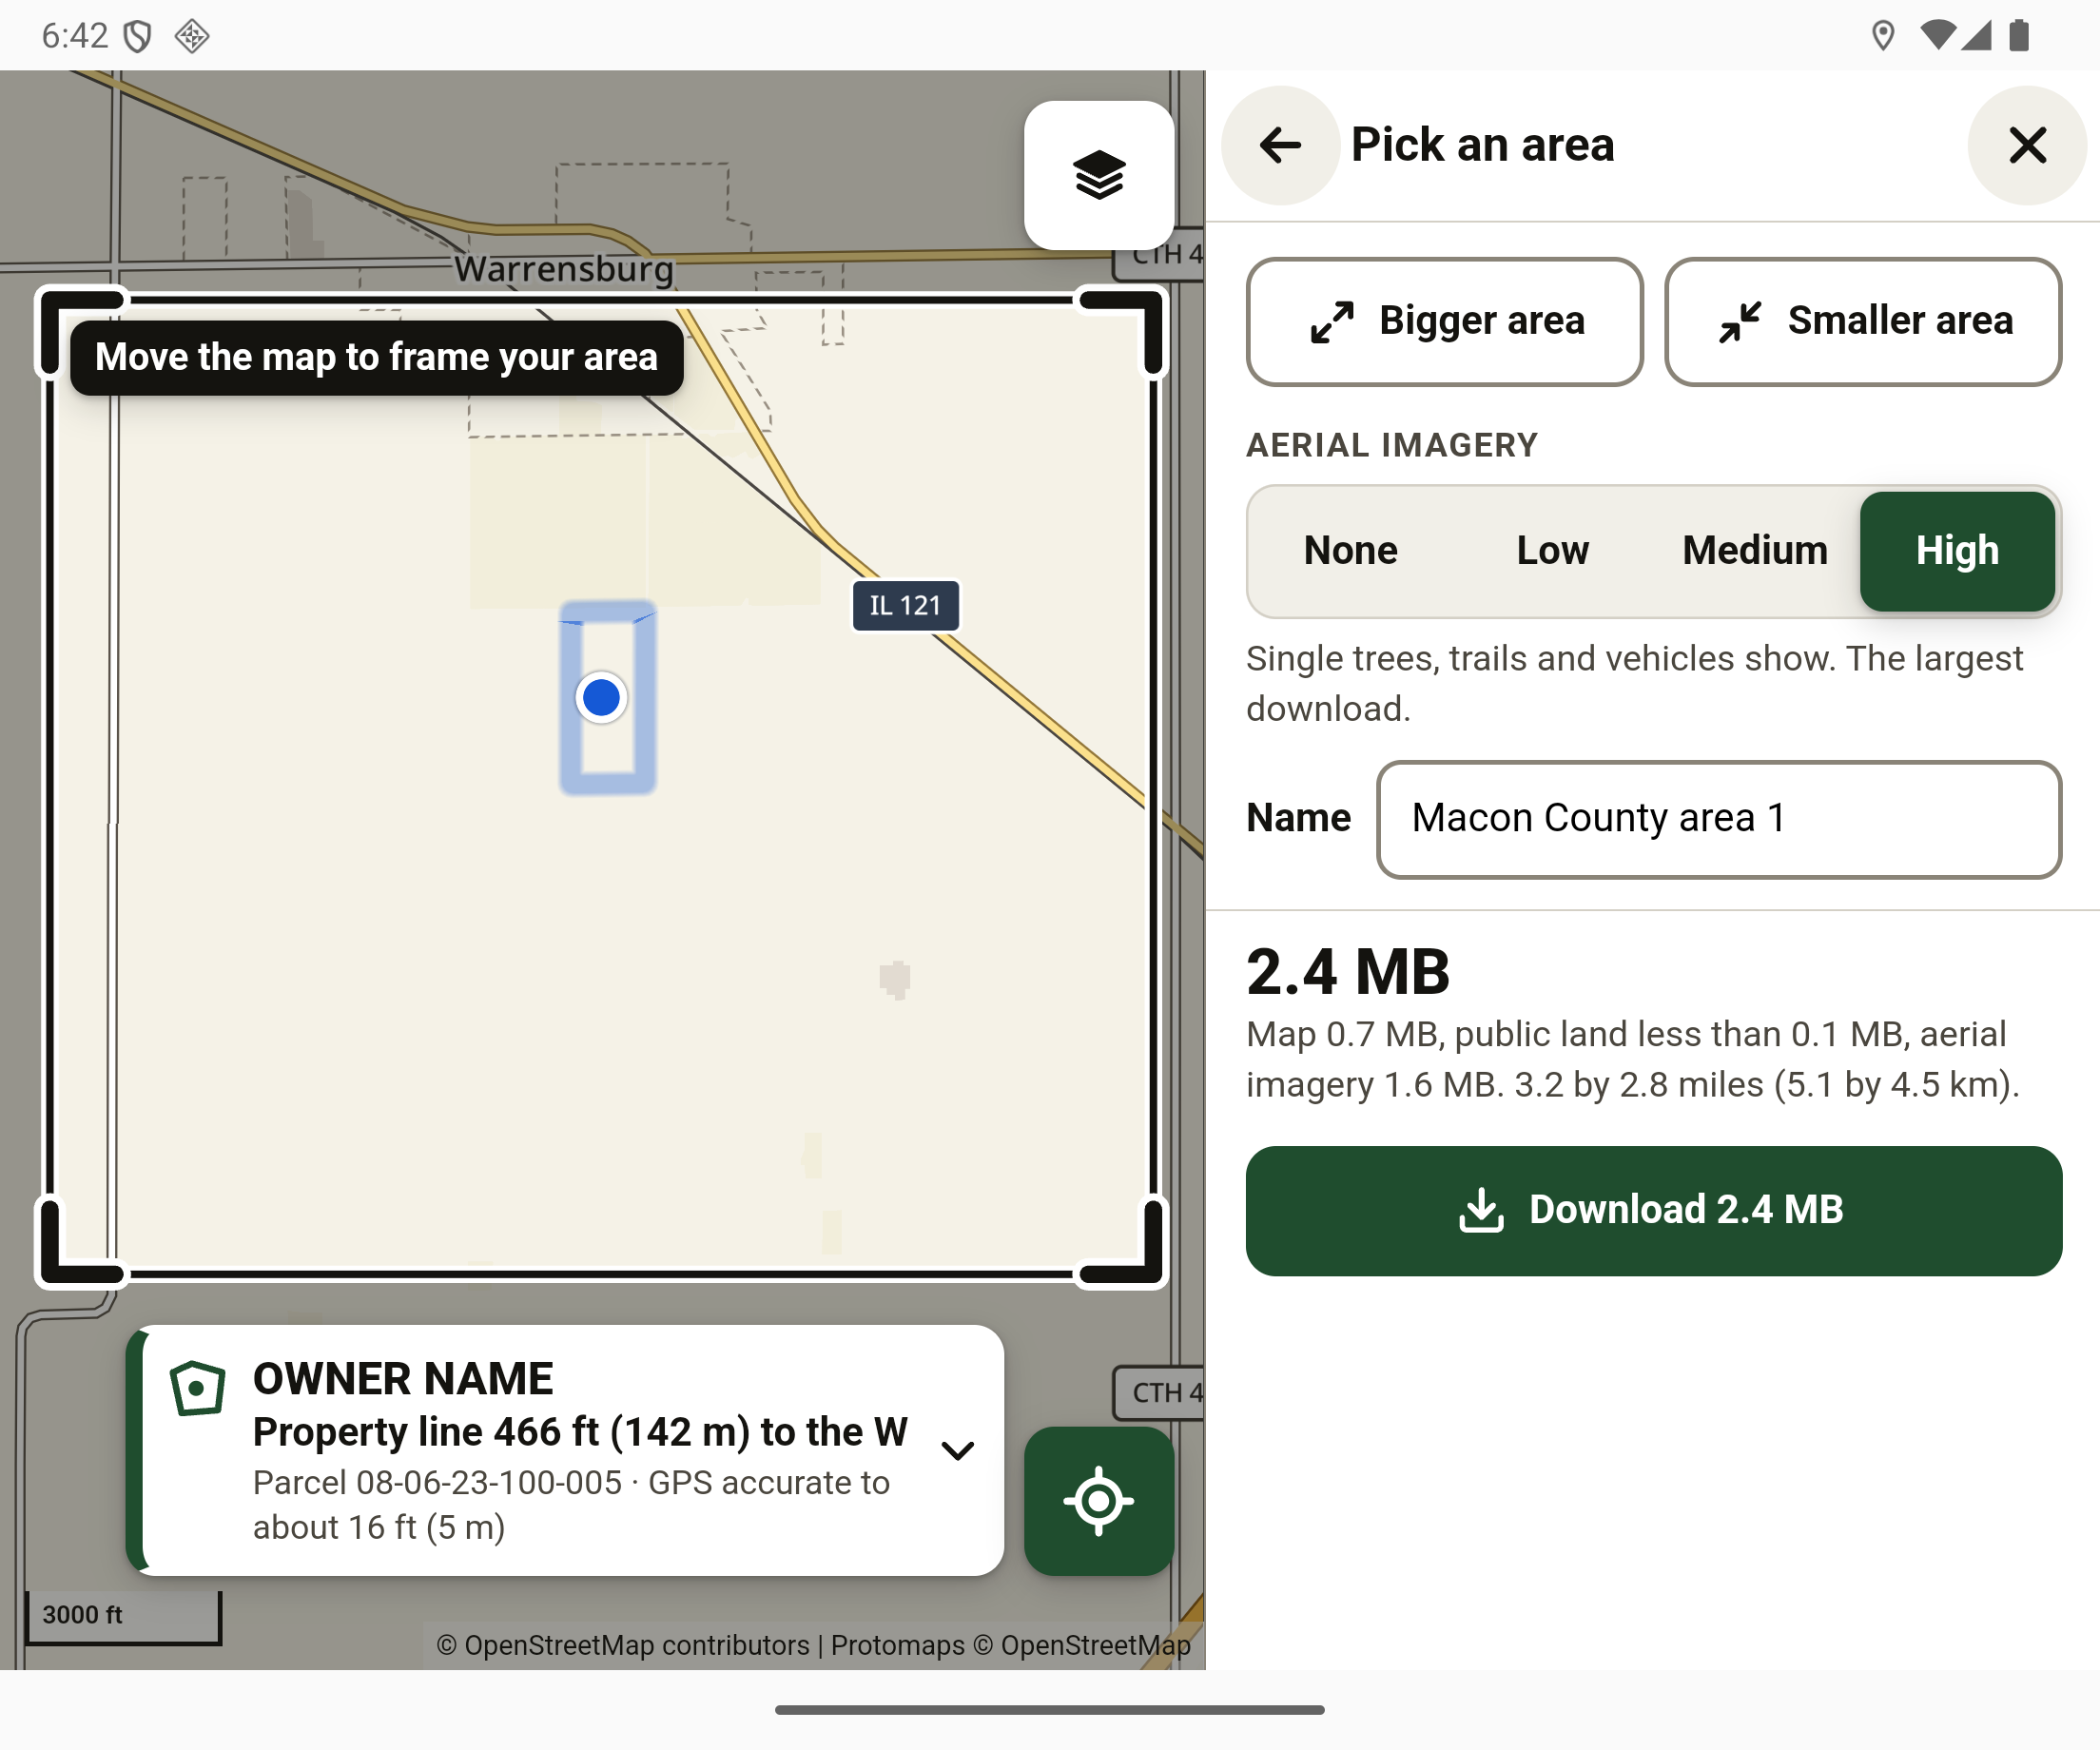 6:42
Warrensburg
CTH 4
Move the map to frame your area
IL 121
OWNER NAME
Property line 466 ft (142 m) to the W
Parcel 08-06-23-100-005 · GPS accurate to
about 16 ft (5 m)
CTH 4
3000 ft
© OpenStreetMap contributors | Protomaps © OpenStreetMap
Pick an area
Bigger area
Smaller area
AERIAL IMAGERY
None Low Medium High
Single trees, trails and vehicles show. The largest
download.
Name Macon County area 1
2.4 MB
Map 0.7 MB, public land less than 0.1 MB, aerial
imagery 1.6 MB. 3.2 by 2.8 miles (5.1 by 4.5 km).
Download 2.4 MB